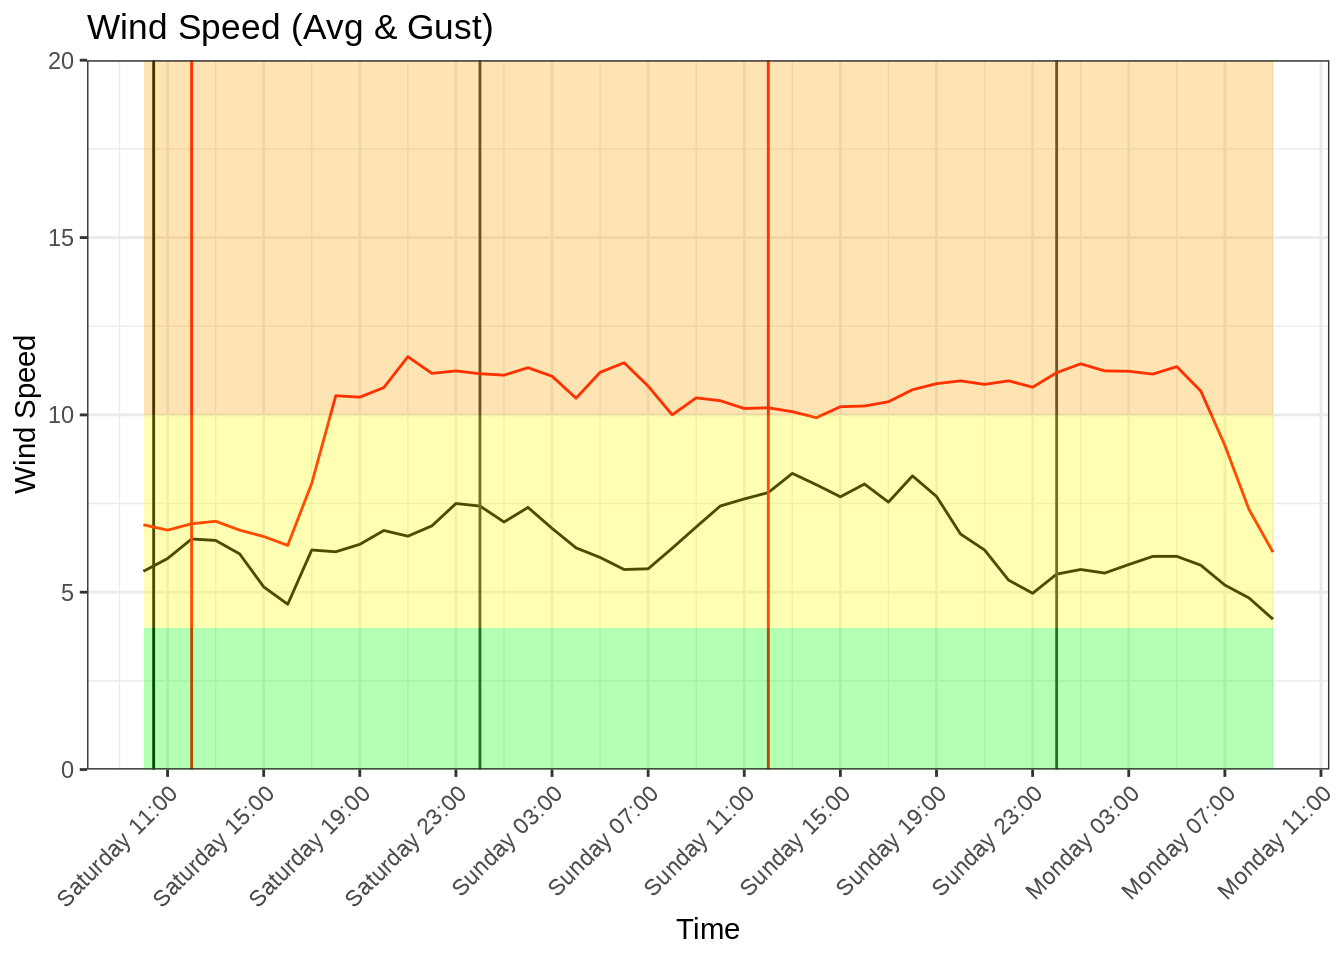 Wind Speed (Avg & Gust)
20
15
10
5
0
Wind Speed
Saturday 11:00
Saturday 15:00
Saturday 19:00
Saturday 23:00
Sunday 03:00
Sunday 07:00
Sunday 11:00
Sunday 15:00
Sunday 19:00
Sunday 23:00
Monday 03:00
Monday 07:00
Monday 11:00
Time